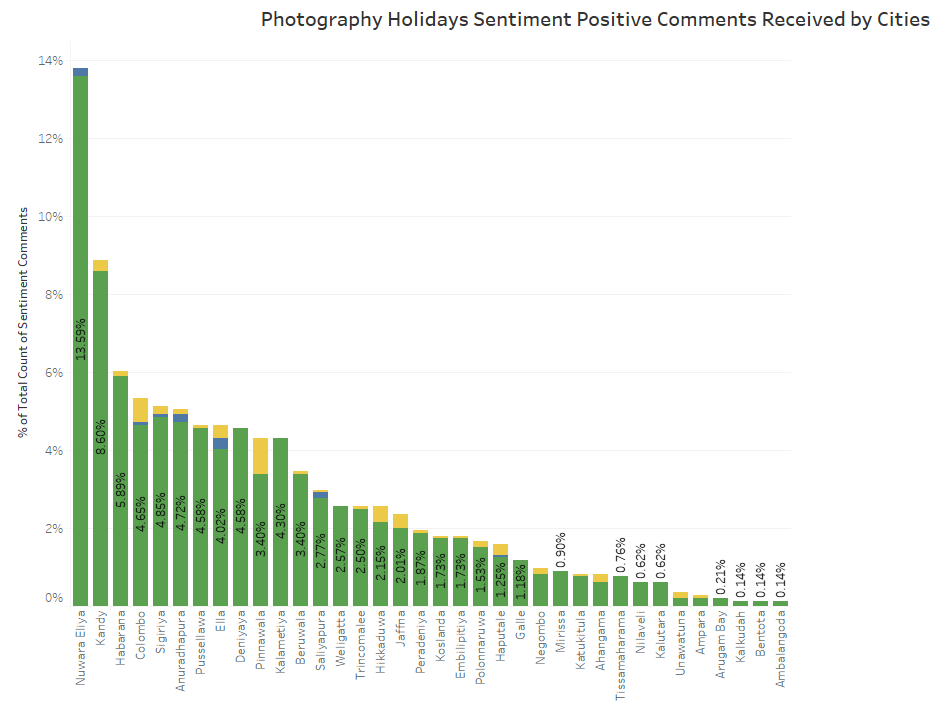 Photography Holidays Sentiment Positive Comments Received by Cities
% of Total Count of Sentiment Comments
14%
12%
10%
8%
6%
4%
2%
0%
13.59%
8.60%
5.89%
4.65%
4.85%
4.72%
4.58%
4.02%
4.58%
3.40%
4.30%
3.40%
2.77%
2.57%
2.50%
2.15%
2.01%
1.87%
1.73%
1.73%
1.53%
1.25%
1.18%
0.90%
0.76%
0.62%
0.62%
0.21%
0.14%
0.14%
0.14%
Nuwara Eliya
Kandy
Habarana
Colombo
Sigiriya
Anuradhapura
Pussellawa
Ella
Deniyaya
Pinnawala
Kalametiya
Beruwala
Saliyapura
Weligatta
Trincomalee
Hikkaduwa
Jaffna
Peradeniya
Koslanda
Embilipitiya
Polonnaruwa
Haputale
Galle
Negombo
Mirissa
Katukitula
Ahangama
Tissamaharama
Nilaveli
Kalutara
Unawatuna
Ampara
Arugam Bay
Kalkudah
Bentota
Ambalangoda